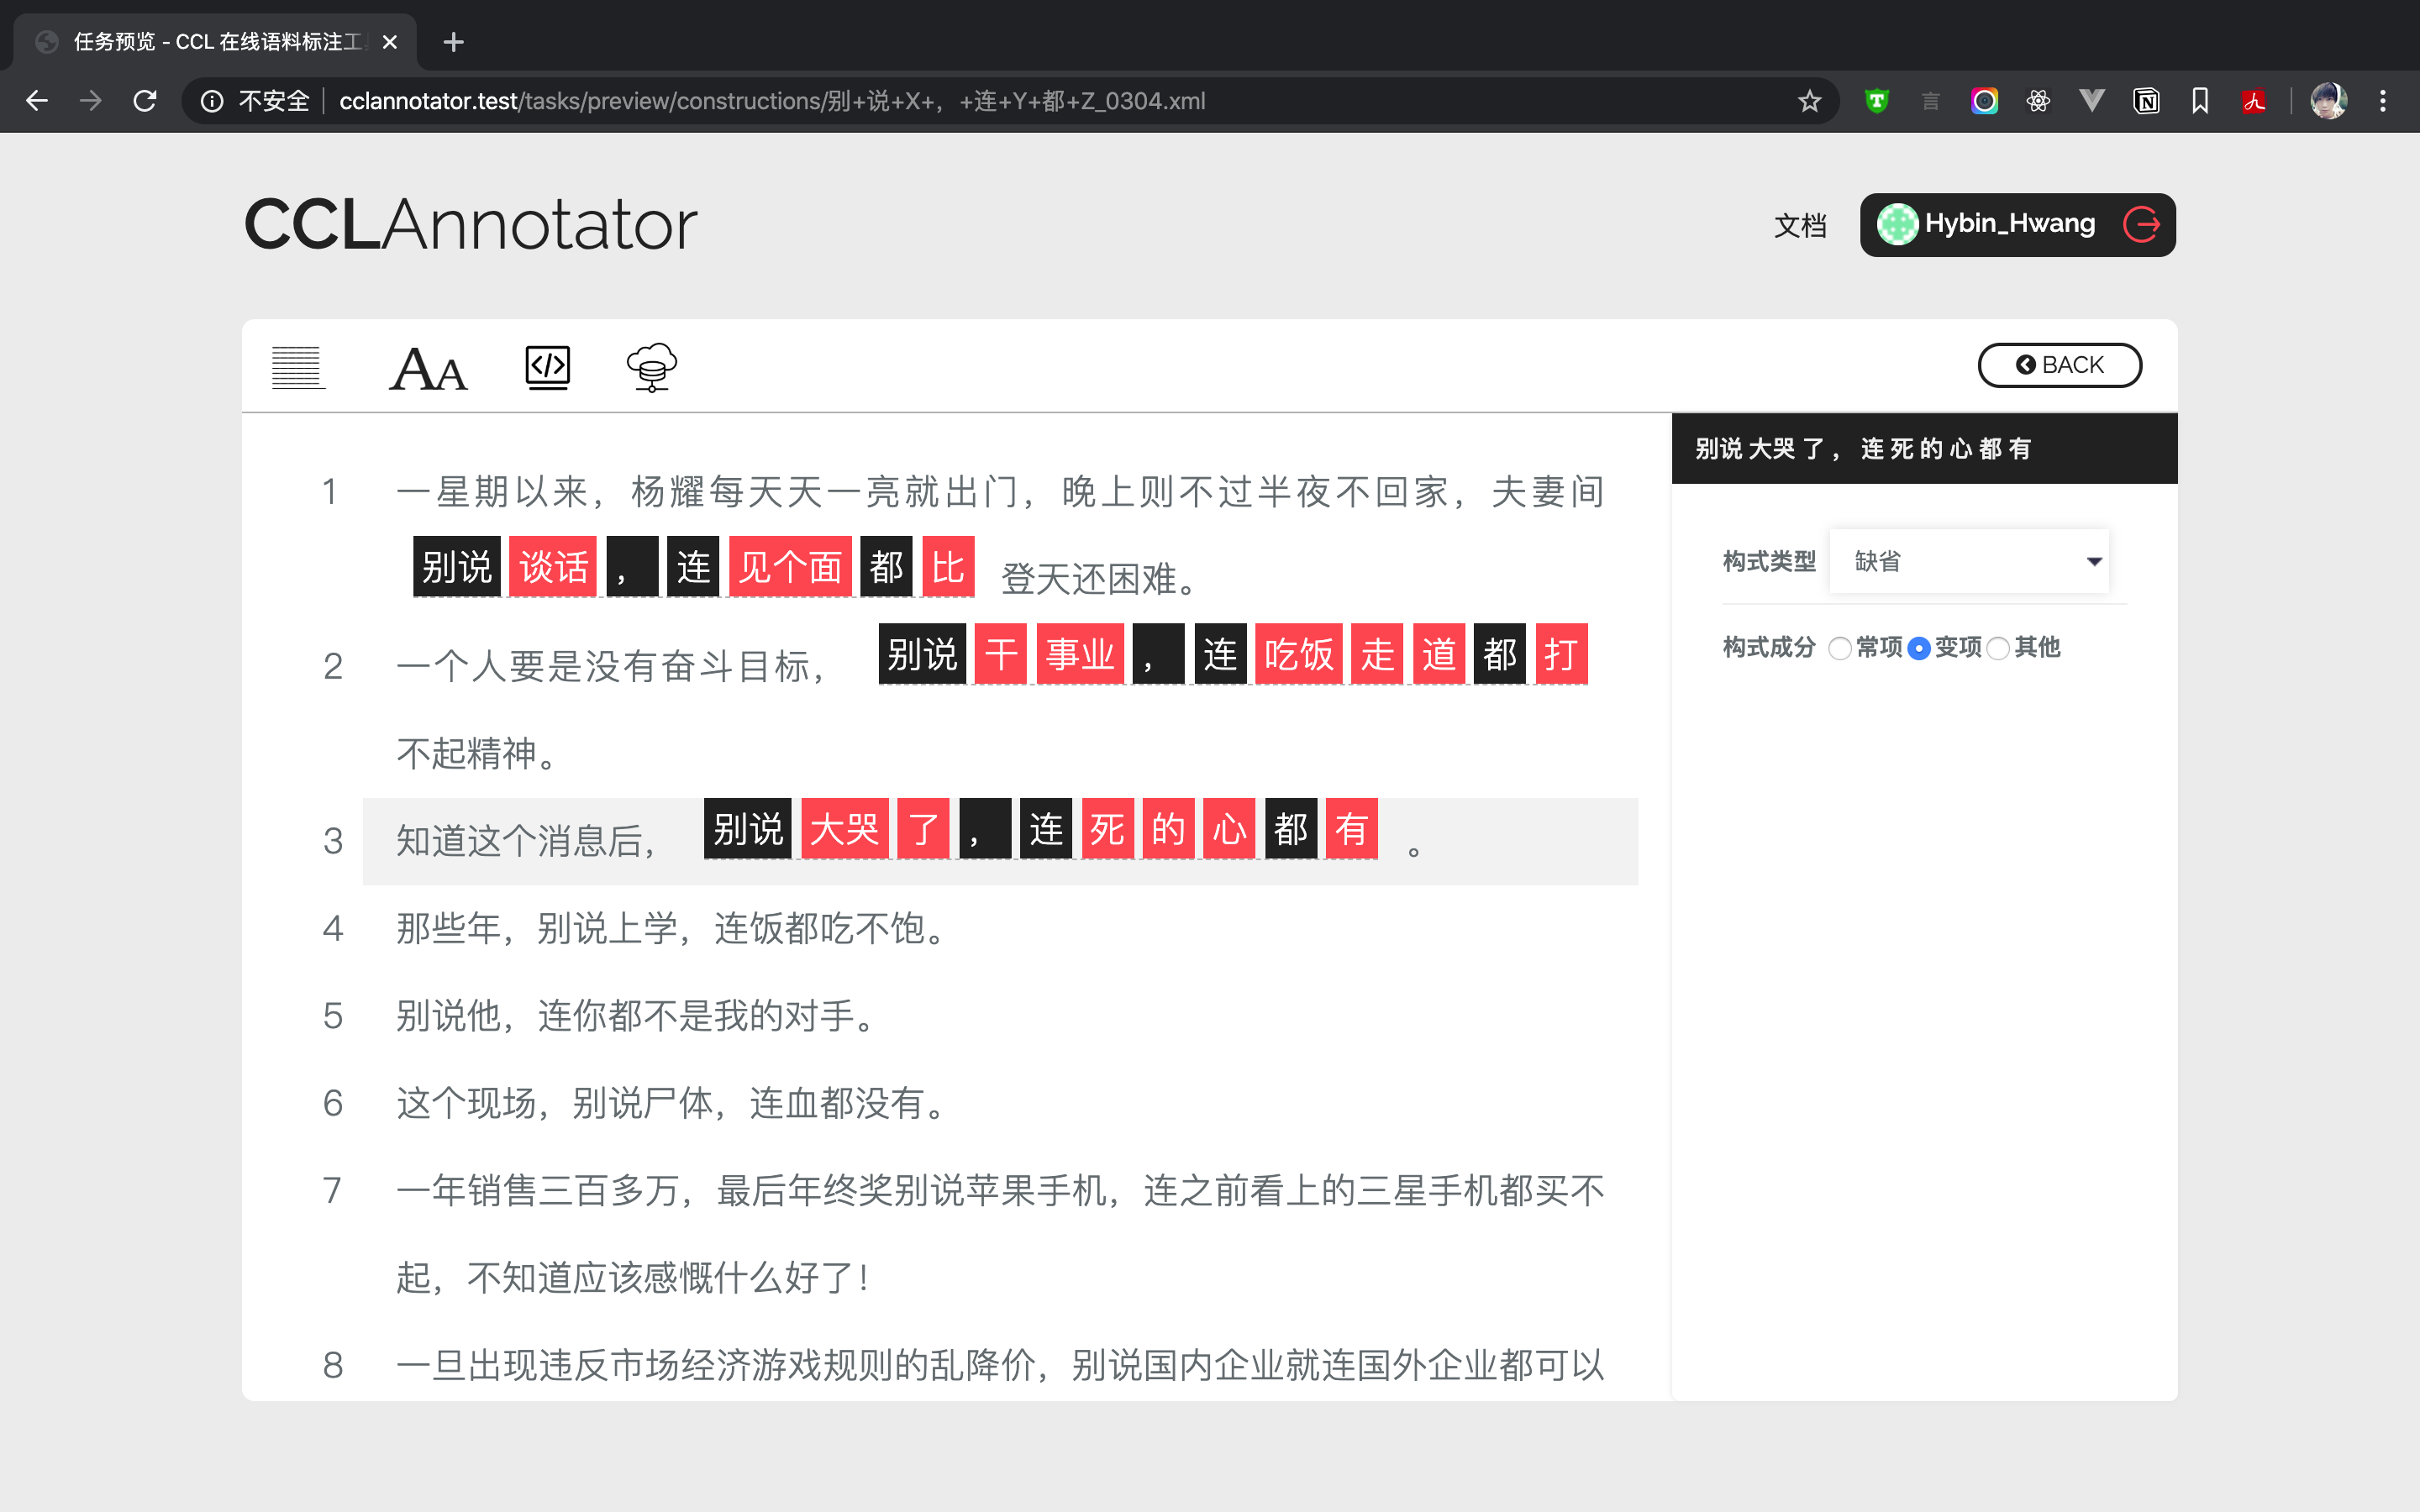 任务预览 - CCL 在线语料标注工
不安全 cclannotator.test/tasks/preview/constructions/别+说+X+，+连+Y+都+Z_0304.xml
CCLAnnotator
文档
Hybin_Hwang
BACK
1 一星期以来，杨耀每天天一亮就出门，晚上则不过半夜不回家，夫妻间
别说 谈话 ， 连 见个面 都 比 登天还困难。
2 一个人要是没有奋斗目标， 别说 干 事业 ， 连 吃饭 走 道 都 打
不起精神。
3 知道这个消息后， 别说 大哭 了 ， 连 死 的 心 都 有 。
4 那些年，别说上学，连饭都吃不饱。
5 别说他，连你都不是我的对手。
6 这个现场，别说尸体，连血都没有。
7 一年销售三百多万，最后年终奖别说苹果手机，连之前看上的三星手机都买不
起，不知道应该感慨什么好了！
8 一旦出现违反市场经济游戏规则的乱降价，别说国内企业就连国外企业都可以
别说 大哭 了 ， 连 死 的 心 都 有
构式类型 缺省
构式成分 常项 变项 其他